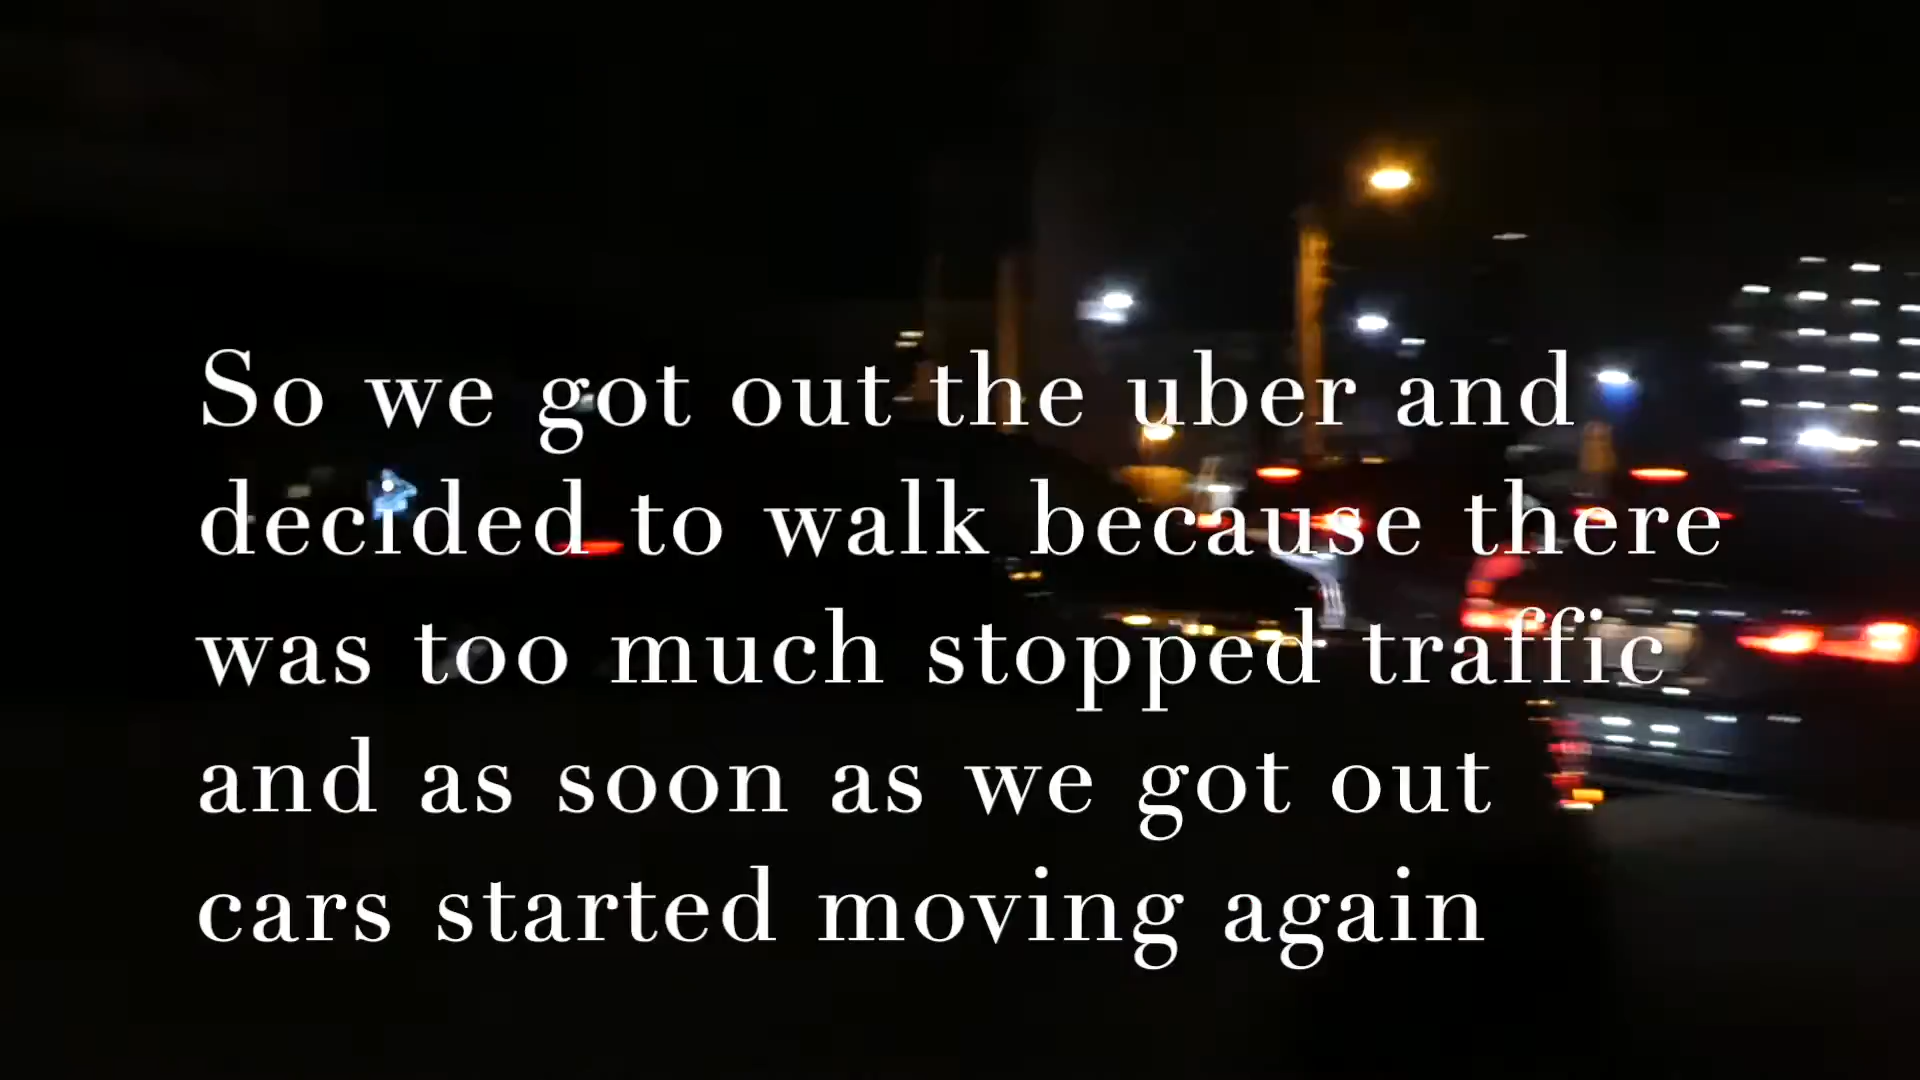 So we got out the uber and
decided to walk because there
was too much stopped traffic
and as soon as we got out
cars started moving again